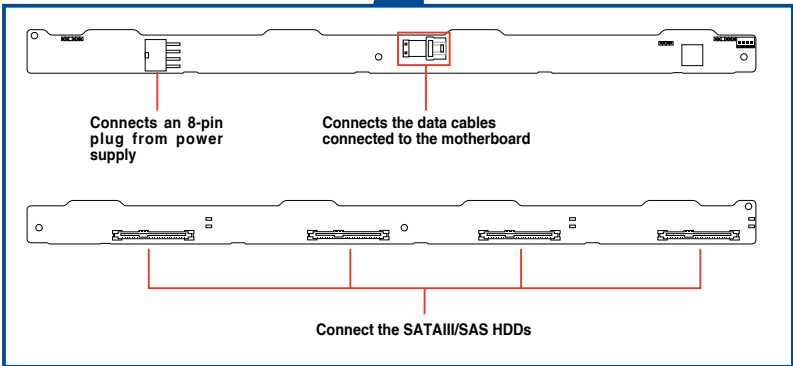 Connects an 8-pin
plug from power
supply
Connects the data cables
connected to the motherboard
Connect the SATAIII/SAS HDDs